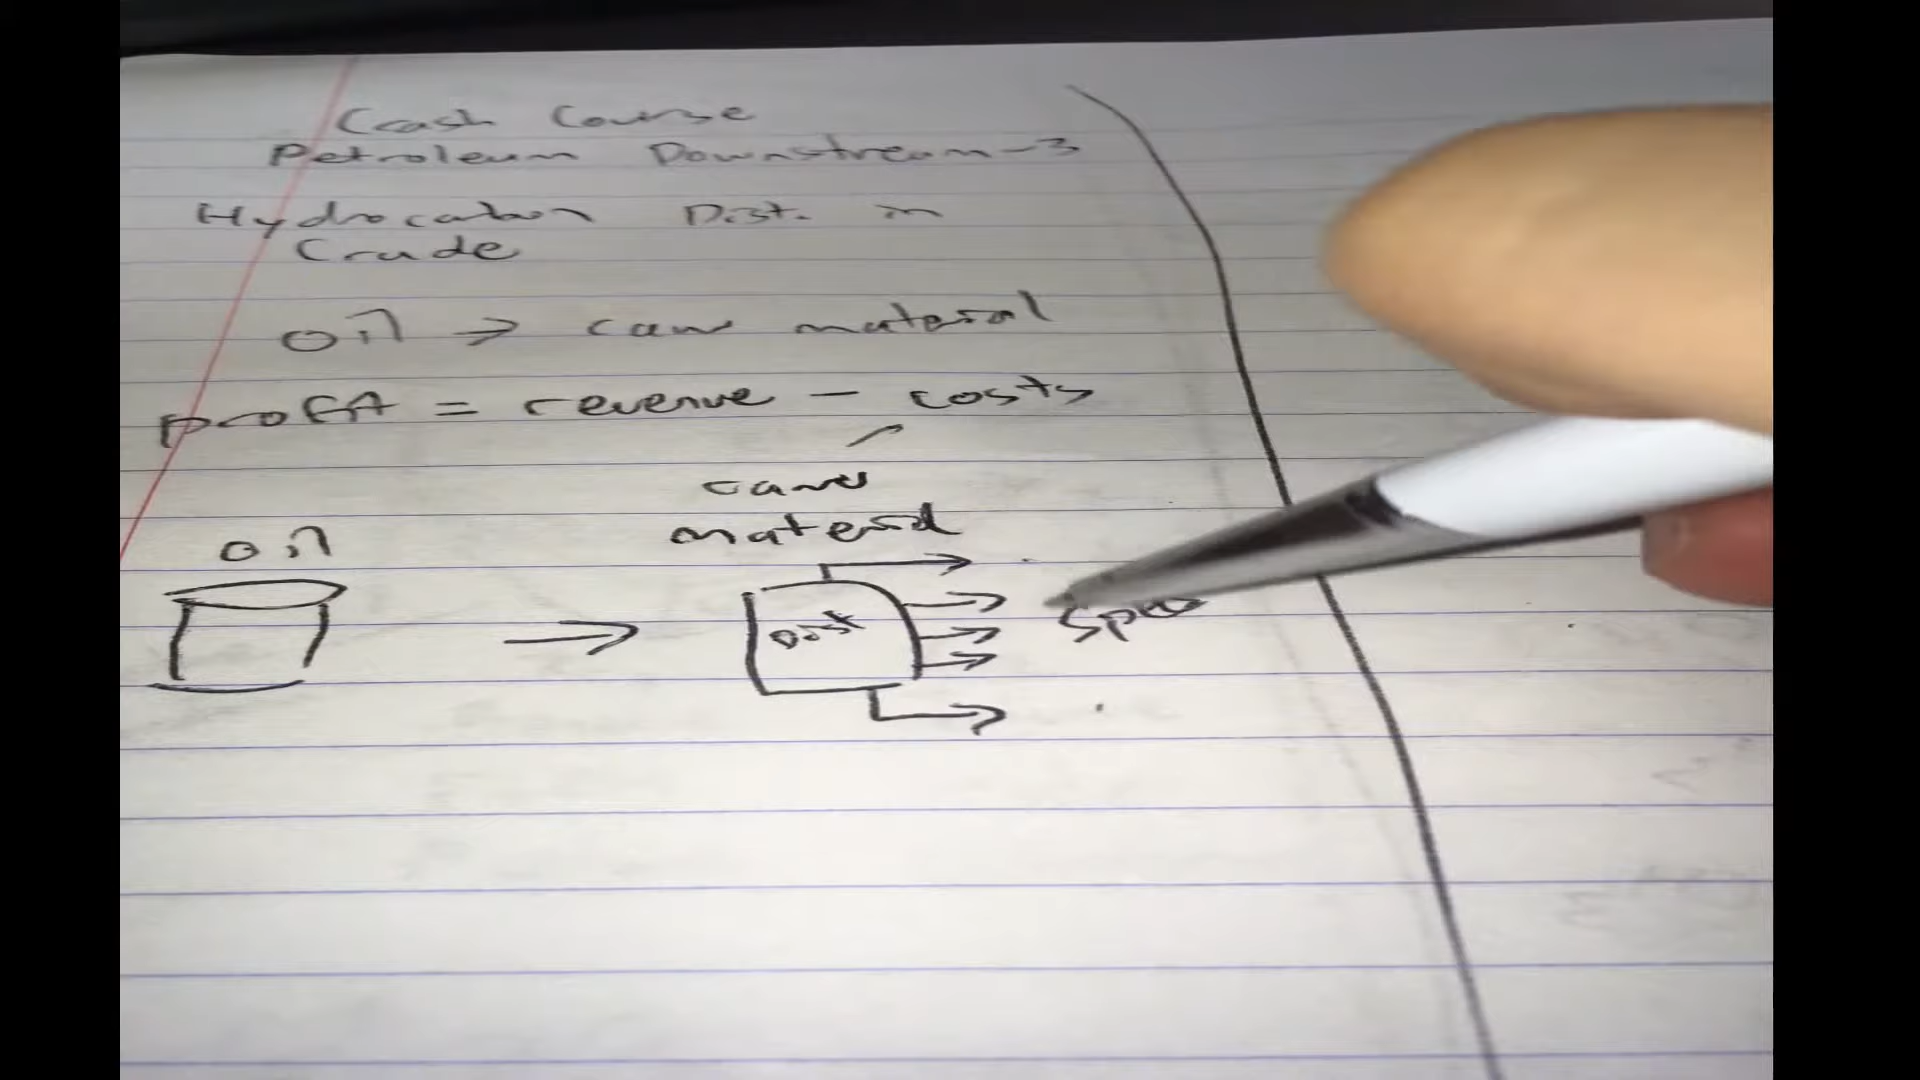 Crash Course
Petroleum Downstream-3
Hydrocarbon Dist. in
Crude
oil → raw material
profit = revenue - costs
raw
material
oil
Dist